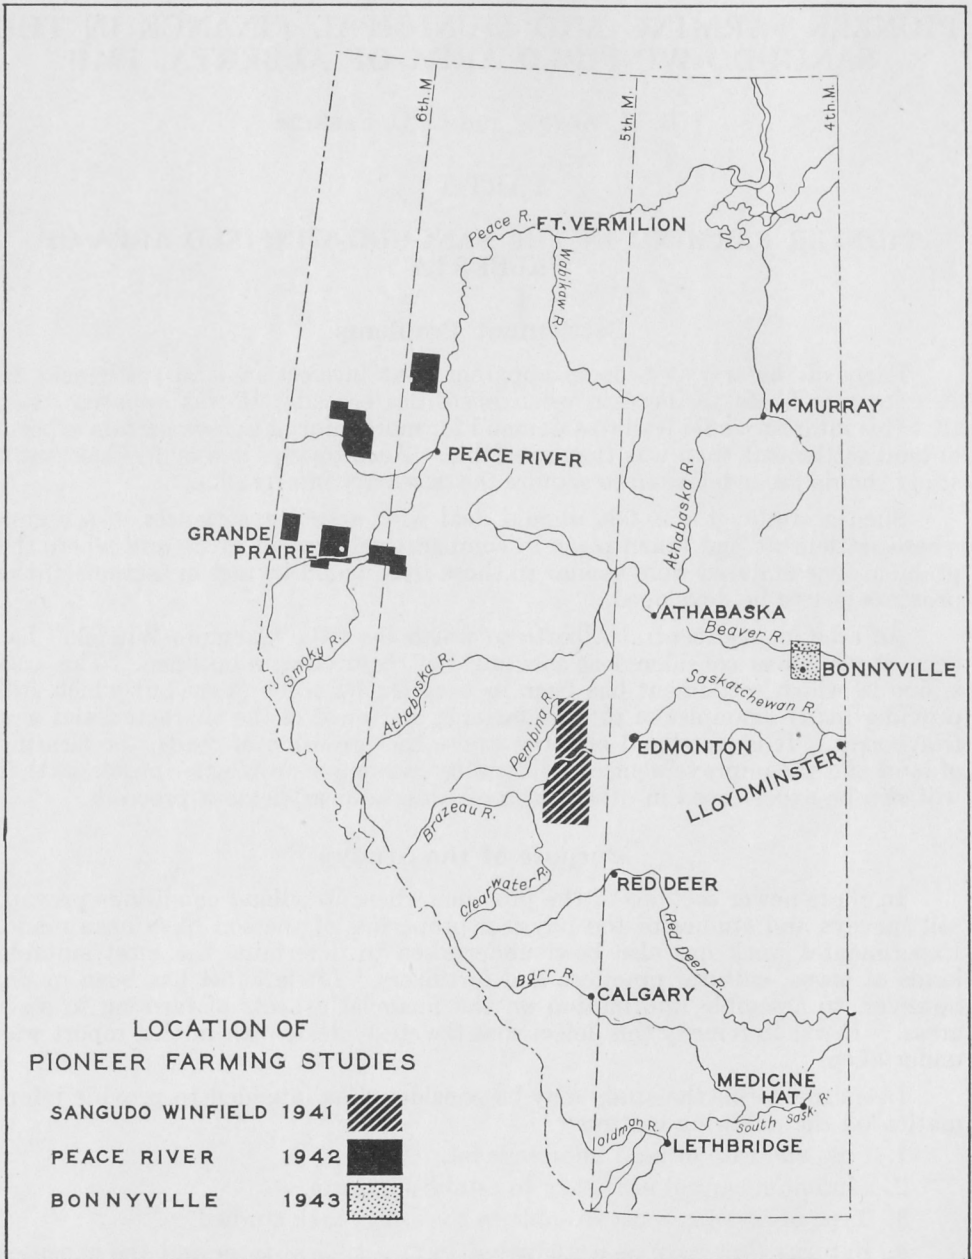 6th. M.
5th. M.
4th. M.
Peace R.
FT. VERMILION
Wabikaw R.
McMURRAY
PEACE RIVER
Athabaska R.
GRANDE
PRAIRIE
ATHABASKA
Beaver R.
BONNYVILLE
Smoky R.
Athabaska R.
Saskatchewan R.
Pembina R.
EDMONTON
LLOYDMINSTER
Brazeau R.
Clearwater R.
RED DEER
Red Deer R.
Barr R.
CALGARY
LOCATION OF
PIONEER FARMING STUDIES
SANGUDO WINFIELD 1941
PEACE RIVER 1942
BONNYVILLE 1943
MEDICINE
HAT
South Sask. R.
Oldman R.
LETHBRIDGE